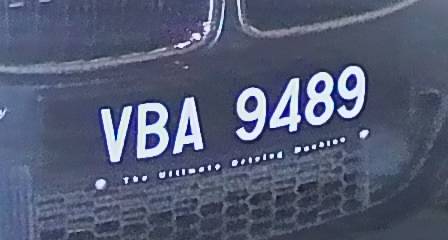 VBA 9489
The Ultimate Driving Machine